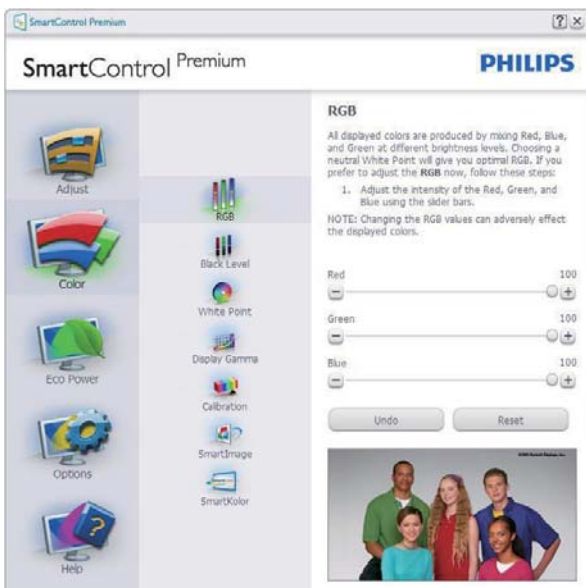 SmartControl Premium
SmartControl Premium
PHILIPS
Adjust
Color
Eco Power
Options
Help
RGB
Black Level
White Point
Display Gamma
Calibration
SmartImage
SmartKolor
RGB
All displayed colors are produced by mixing Red, Blue,
and Green at different brightness levels. Choosing a
neutral White Point will give you optimal RGB. If you
prefer to adjust the RGB now, follow these steps:
1. Adjust the intensity of the Red, Green, and
Blue using the slider bars.
NOTE: Changing the RGB values can adversely effect
the displayed colors.
Red 100
Green 100
Blue 100
Undo Reset